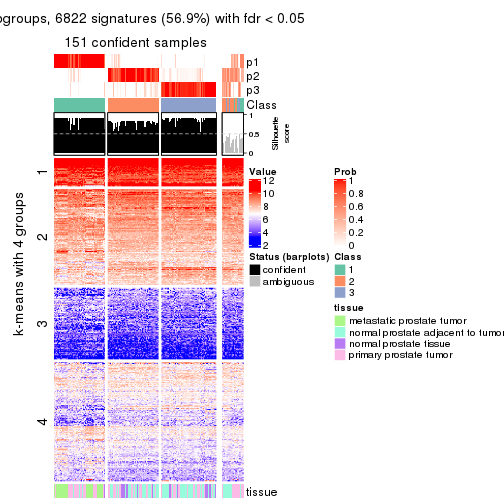 ogroups, 6822 signatures (56.9%) with fdr < 0.05
151 confident samples
p1
p2
p3
Class
1
0.5
0
Silhouette
score
k-means with 4 groups
1
2
3
4
Value
12
10
8
6
4
2
Prob
1
0.8
0.6
0.4
0.2
0
Status (barplots)
confident
ambiguous
Class
1
2
3
tissue
metastatic prostate tumor
normal prostate adjacent to tumor
normal prostate tissue
primary prostate tumor
tissue